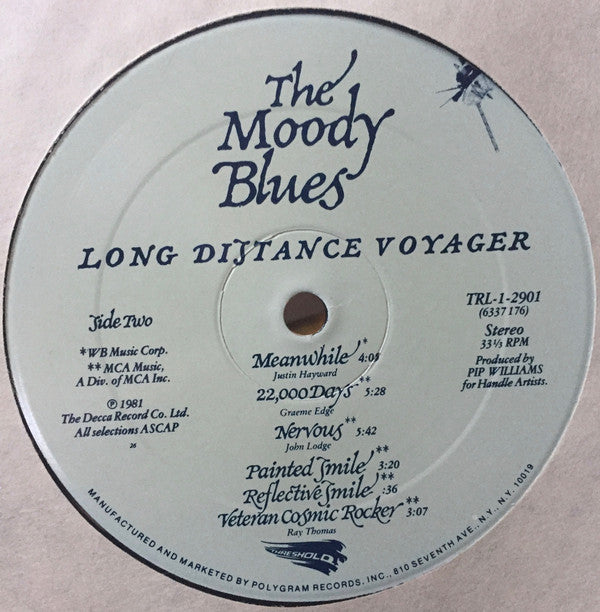 The
Moody
Blues
LONG DISTANCE VOYAGER
Side Two
*WB Music Corp.
** MCA Music,
A Div. of MCA Inc.
℗ 1981
The Decca Record Co. Ltd.
All selections ASCAP
26
TRL-1-2901
(6337 176)
Stereo
33⅓ RPM
Produced by
PIP WILLIAMS
for Handle Artists.
Meanwhile* 4:08
Justin Hayward
22,000 Days** 5:28
Graeme Edge
Nervous** 5:42
John Lodge
Painted Smile** 3:20
Reflective Smile** :36
Veteran Cosmic Rocker** 3:07
Ray Thomas
THRESHOLD
MANUFACTURED AND MARKETED BY POLYGRAM RECORDS, INC., 810 SEVENTH AVE., N.Y., N.Y. 10019